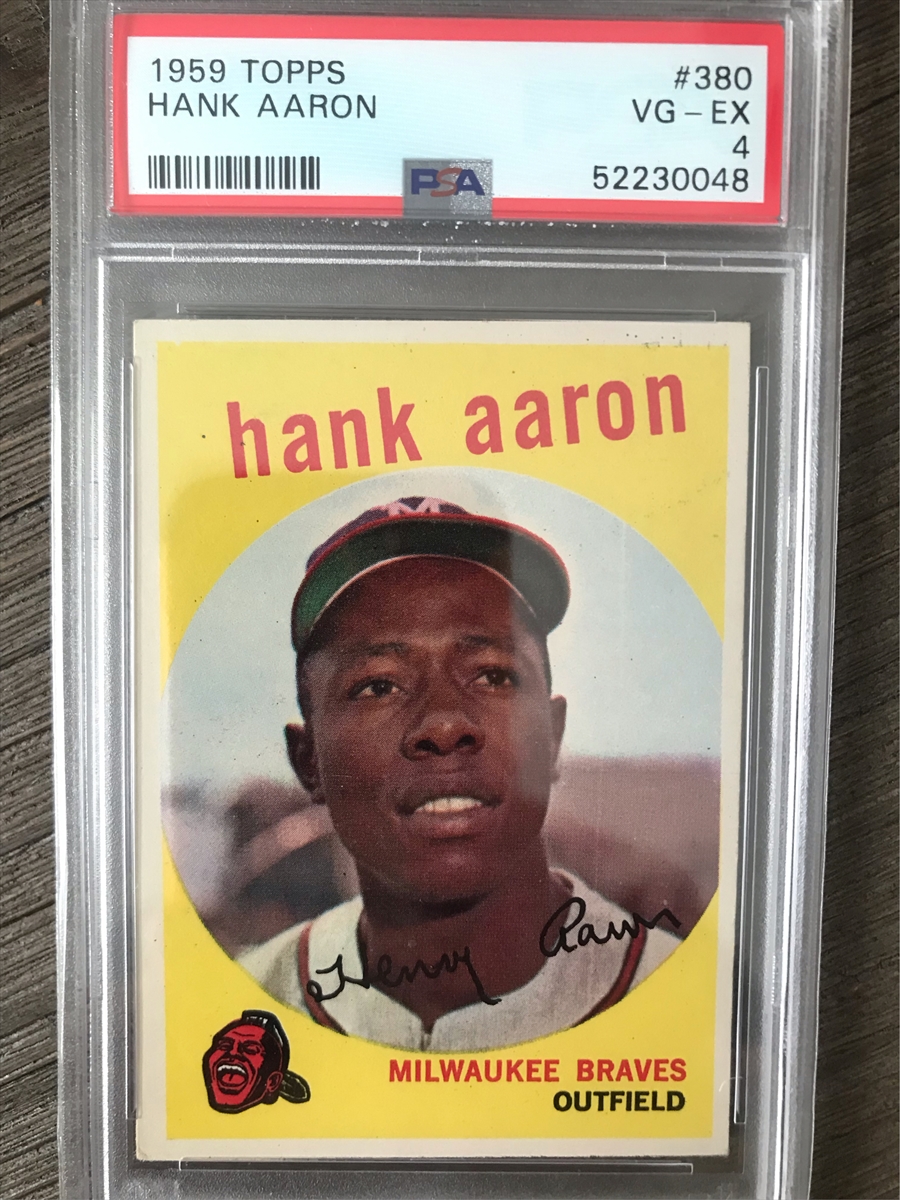 1959 TOPPS #380
HANK AARON VG - EX
4
PSA 52230048
hank aaron
M
Henry Aaron
MILWAUKEE BRAVES
OUTFIELD